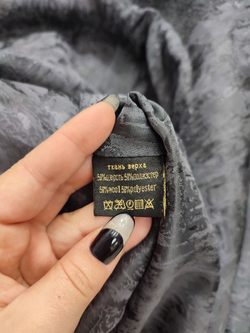 ткань верха
50%шерсть 50%полиэстер
50%wool 50%polyester